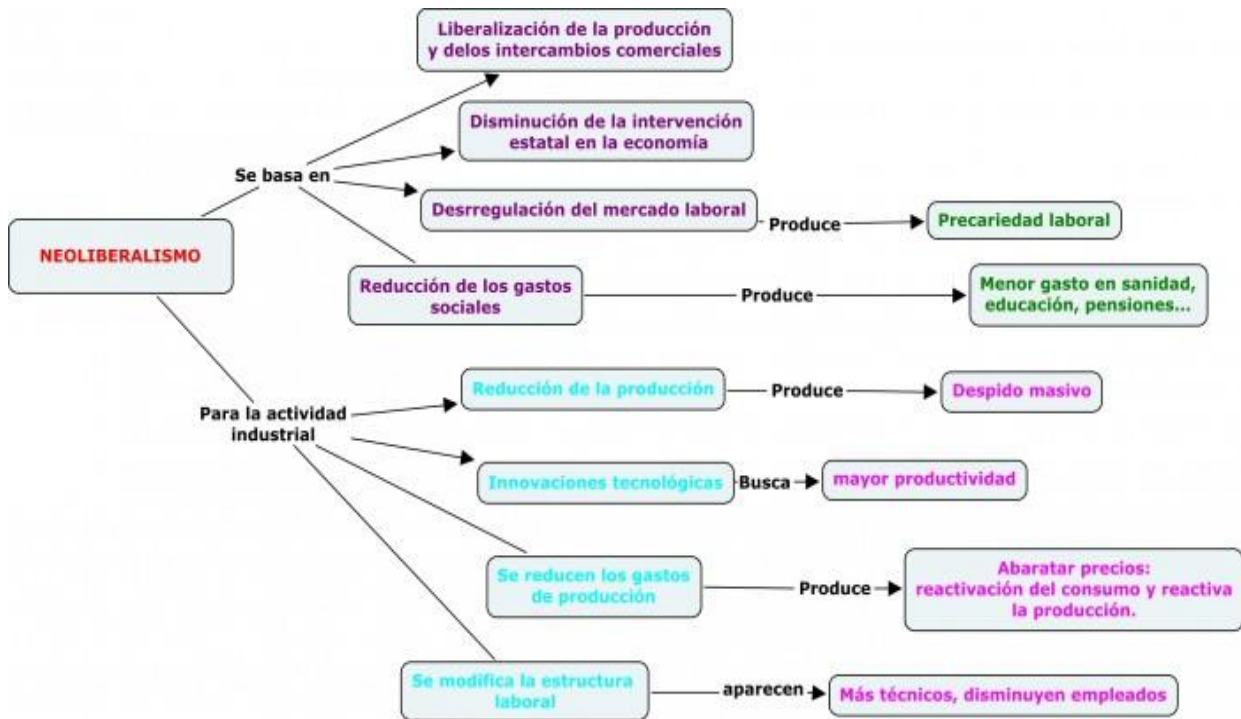 Liberalización de la producción
y delos intercambios comerciales
Disminución de la intervención
estatal en la economía
Se basa en
Desrregulación del mercado laboral
Produce
Precariedad laboral
NEOLIBERALISMO
Reducción de los gastos
sociales
Produce
Menor gasto en sanidad,
educación, pensiones...
Para la actividad
industrial
Reducción de la producción
Produce
Despido masivo
Innovaciones tecnológicas
Busca
mayor productividad
Se reducen los gastos
de producción
Produce
Abaratar precios:
reactivación del consumo y reactiva
la producción.
Se modifica la estructura
laboral
aparecen
Más técnicos, disminuyen empleados